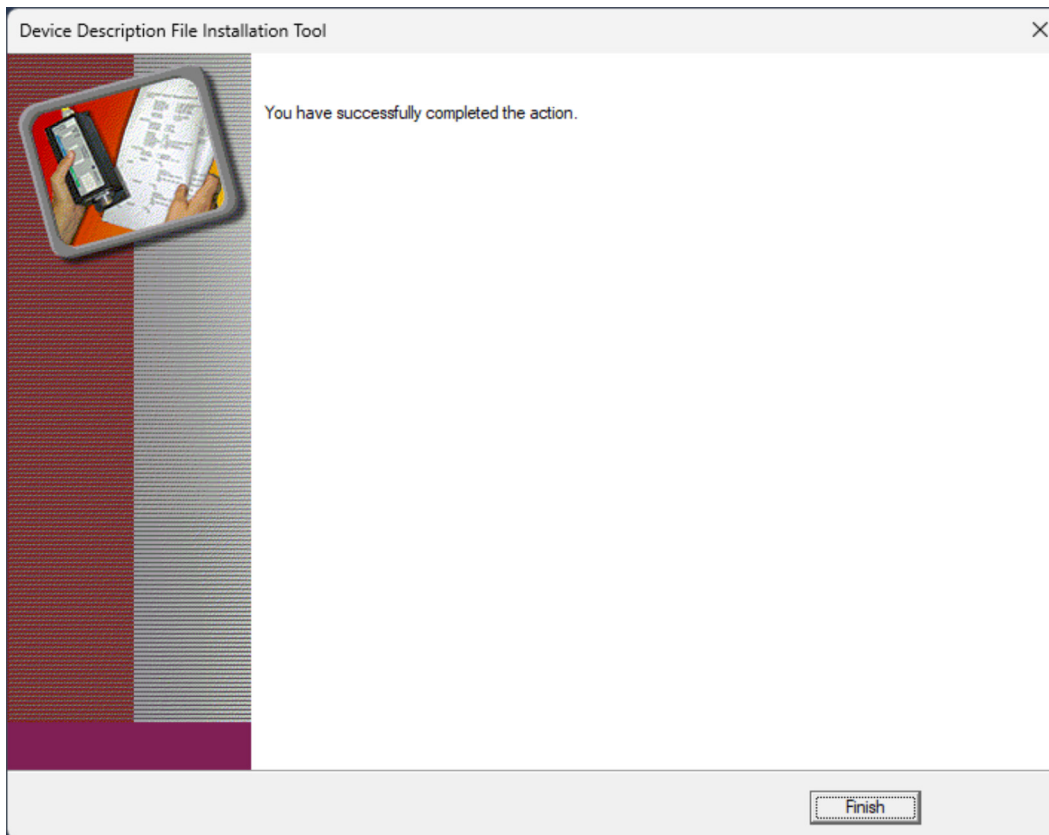 Device Description File Installation Tool
You have successfully completed the action.
Finish